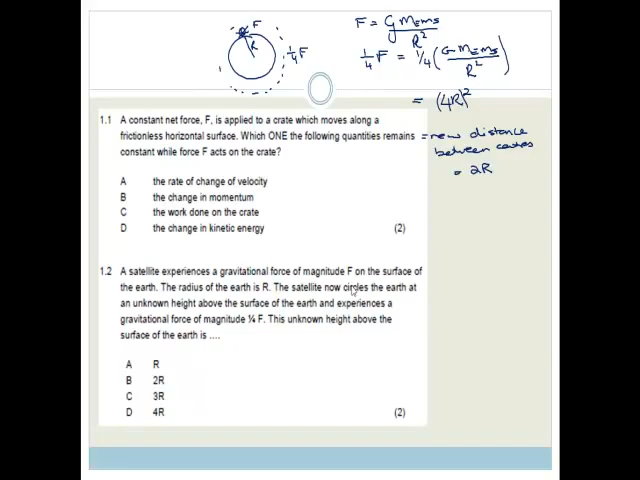 F
R
1/4 F
F = G ME ms
R²
1/4 F = 1/4 ( G ME ms )
R²
= (4R)²
= new distance
between
= 2R
1.1 A constant net force, F, is applied to a crate which moves along a
frictionless horizontal surface. Which ONE the following quantities remains
constant while force F acts on the crate?
A the rate of change of velocity
B the change in momentum
C the work done on the crate
D the change in kinetic energy (2)
1.2 A satellite experiences a gravitational force of magnitude F on the surface of
the earth. The radius of the earth is R. The satellite now circles the earth at
an unknown height above the surface of the earth and experiences a
gravitational force of magnitude ¼ F. This unknown height above the
surface of the earth is ....
A R
B 2R
C 3R
D 4R (2)